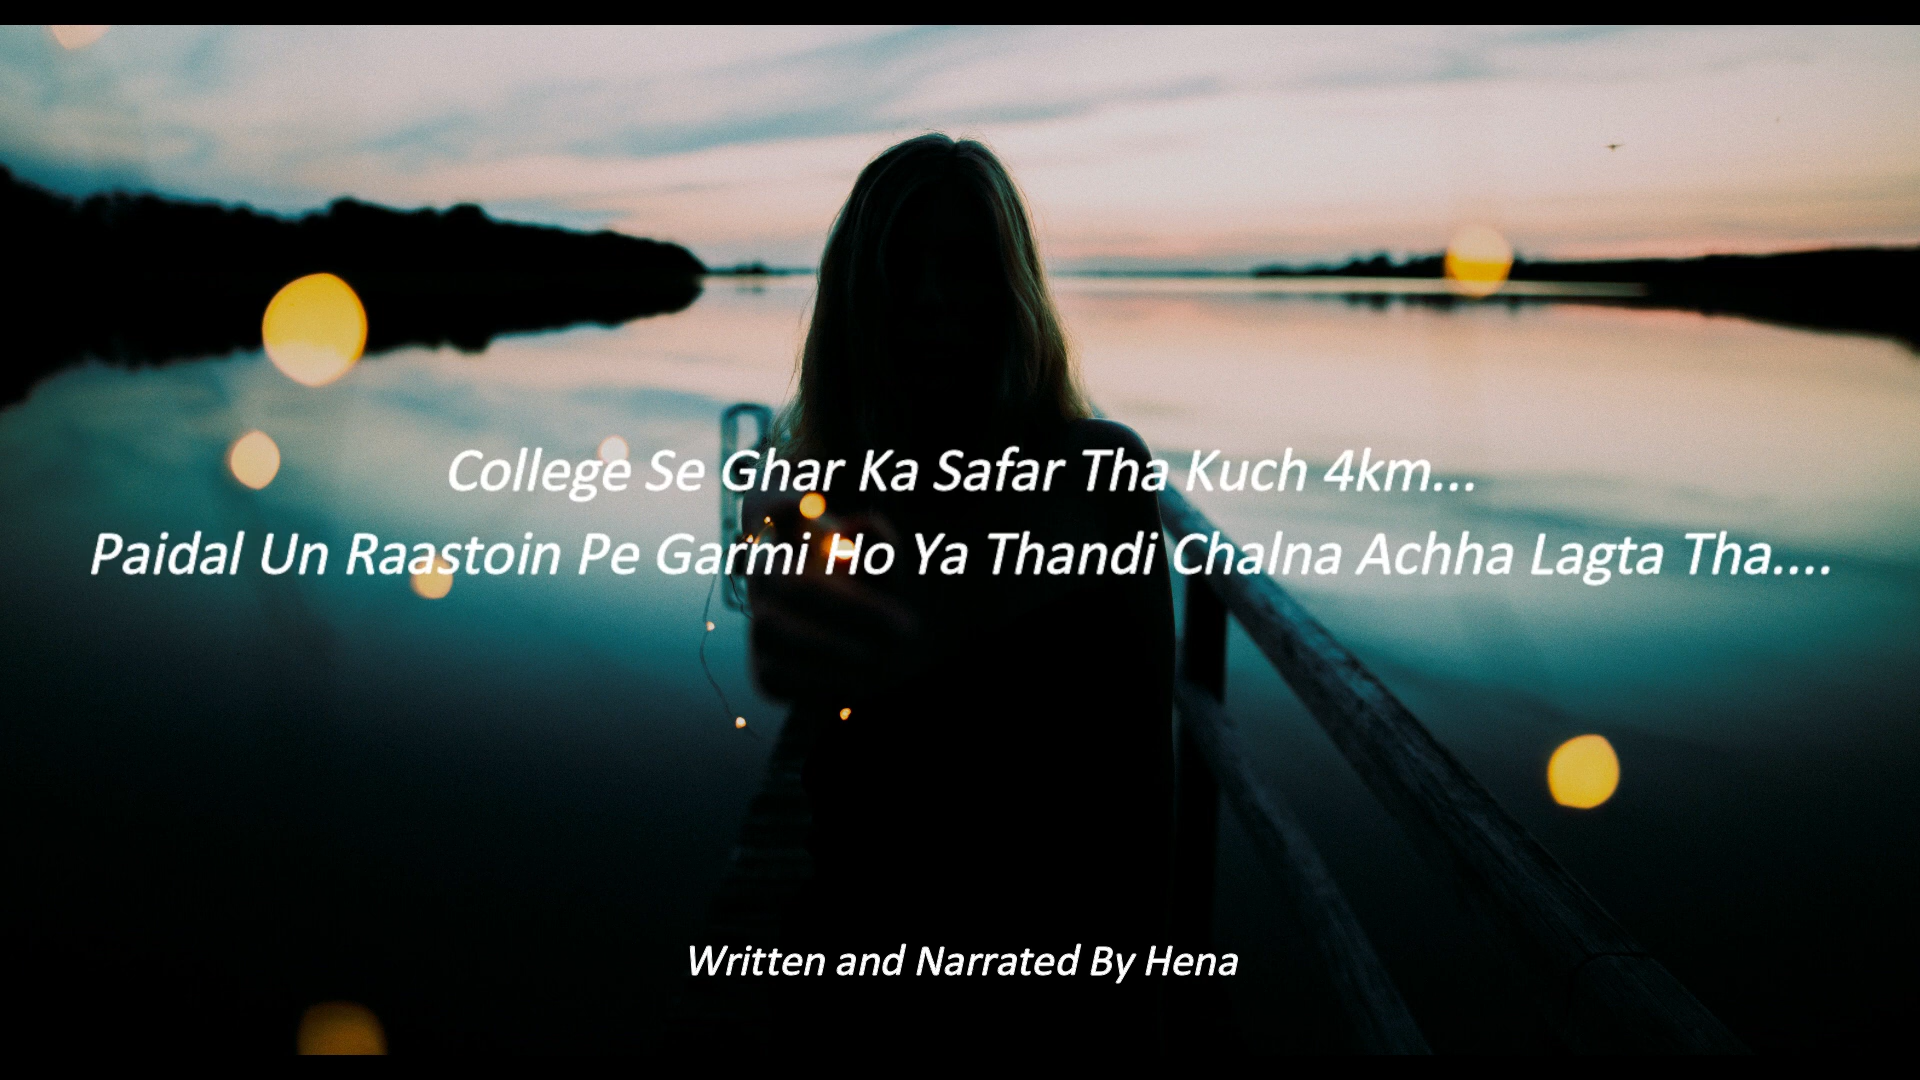 College Se Ghar Ka Safar Tha Kuch 4km...
Paidal Un Raastoin Pe Garmi Ho Ya Thandi Chalna Achha Lagta Tha....
Written and Narrated By Hena